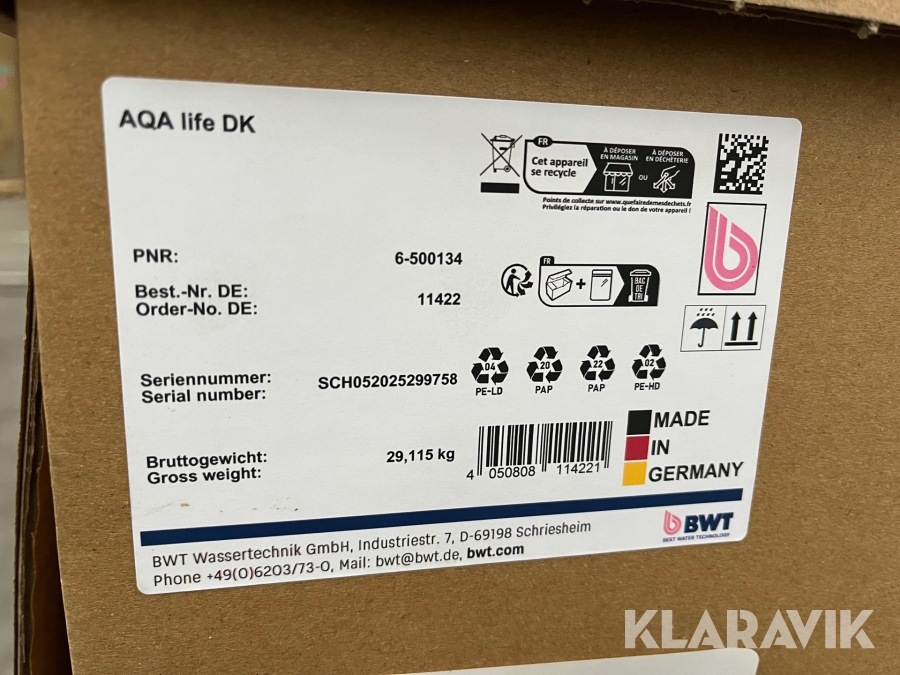 AQA life DK
FR
Cet appareil
se recycle
À DÉPOSER
EN MAGASIN
OU
À DÉPOSER
EN DÉCHÈTERIE
Points de collecte sur www.quefairedemesdechets.fr
Privilégiez la réparation ou le don de votre appareil !
PNR: 6-500134
Best.-Nr. DE:
Order-No. DE: 11422
FR
+
BAC
DE
TRI
Seriennummer:
Serial number: SCH052025299758
04
PE-LD
20
PAP
22
PAP
02
PE-HD
Bruttogewicht:
Gross weight: 29,115 kg
4 050808 114221
MADE
IN
GERMANY
BWT
BEST WATER TECHNOLOGY
BWT Wassertechnik GmbH, Industriestr. 7, D-69198 Schriesheim
Phone +49(0)6203/73-0, Mail: bwt@bwt.de, bwt.com
KLARAVIK